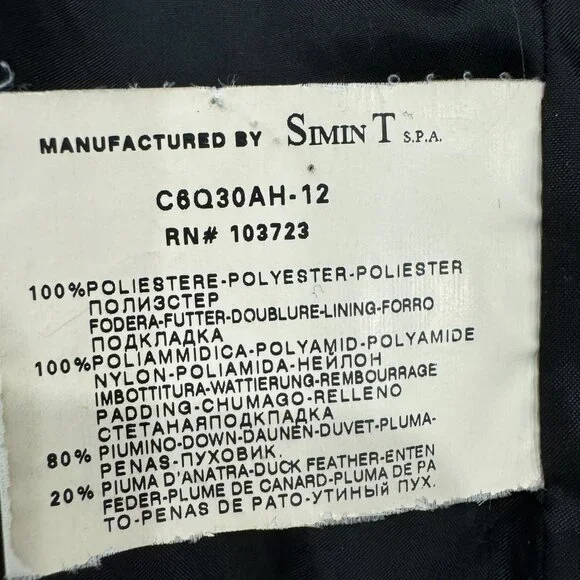 MANUFACTURED BY SIMIN T S.P.A.
C6Q30AH-12
RN# 103723
100%POLIESTERE-POLYESTER-POLIESTER
ПОЛИЗСТЕР
FODERA-FUTTER-DOUBLURE-LINING-FORRO
ПОДКЛАДКА
100%POLIAMMIDICA-POLYAMID-POLYAMIDE
NYLON-POLIAMIDA-НЕЙЛОН
IMBOTTITURA-WATTIERUNG-REMBOURRAGE
PADDING-CHUMAGO-RELLENO
СТЕТАНАЯПОДКЛАДКА
80% PIUMINO-DOWN-DAUNEN-DUVET-PLUMA-
PENAS-ПУХОВИК.
20% PIUMA D'ANATRA-DUCK FEATHER-ENTEN
FEDER-PLUME DE CANARD-PLUMA DE PA
TO-PENAS DE PATO-УТИНЫЙ ПУХ.